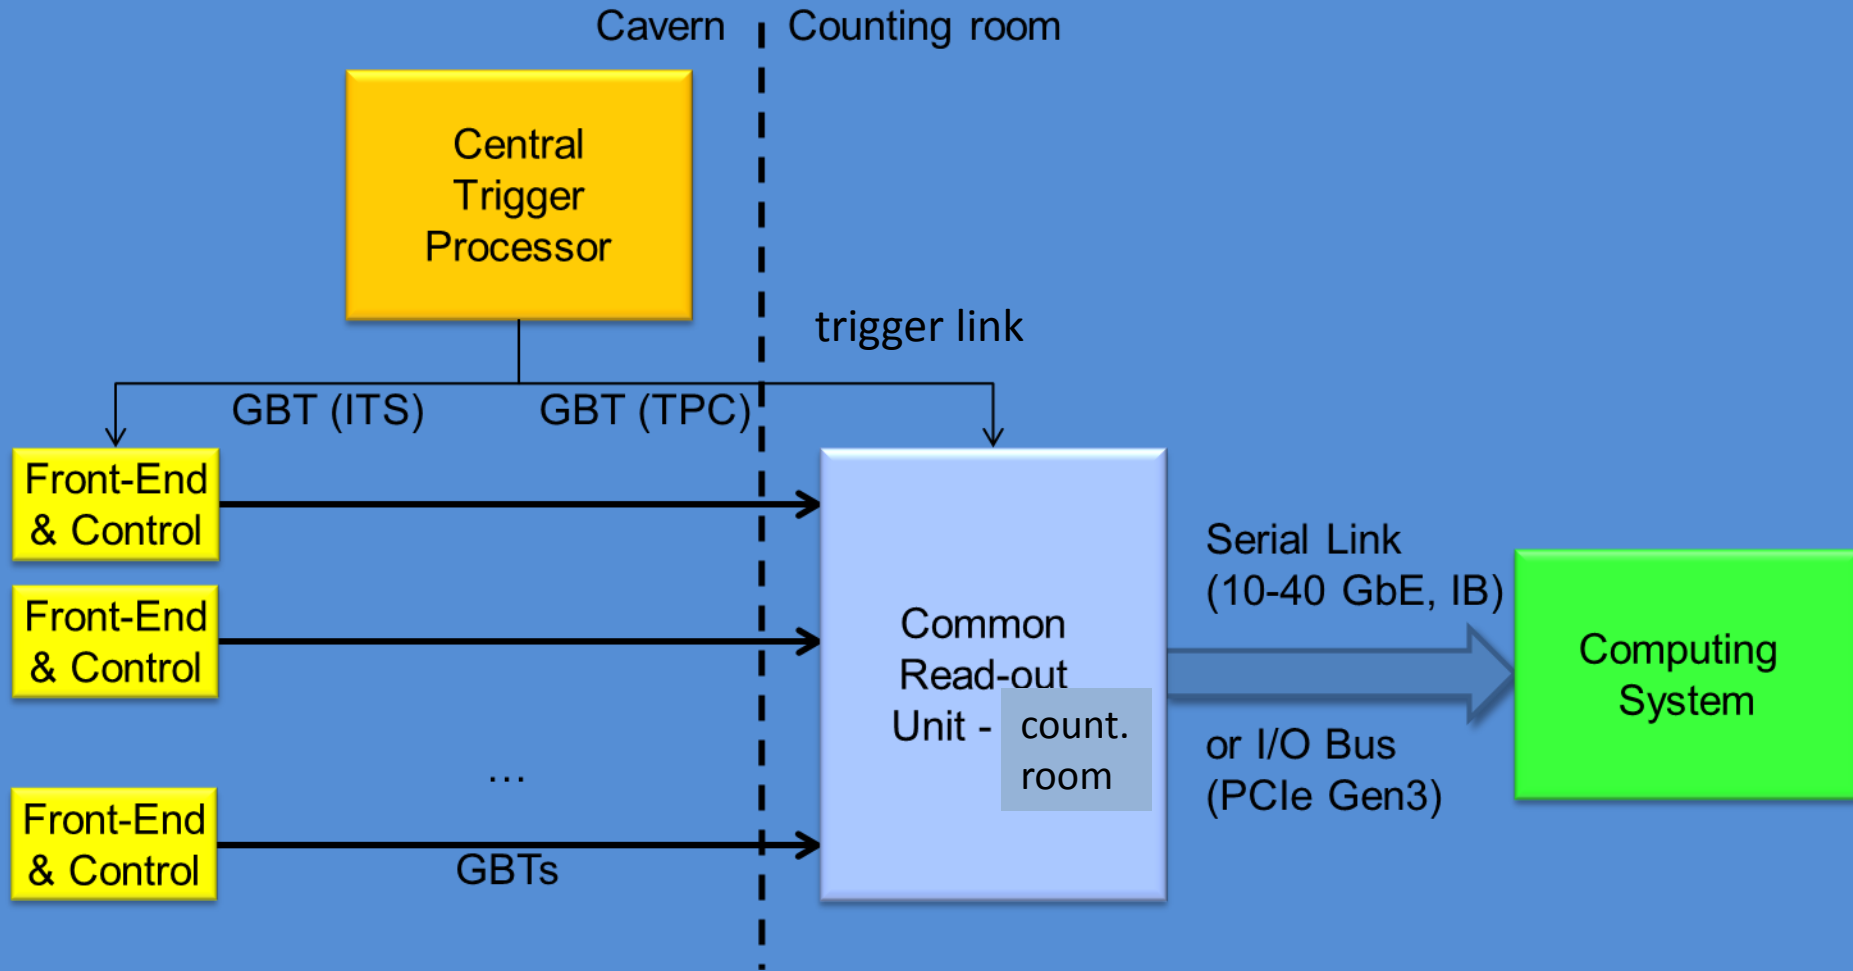 Cavern
Counting room
Central
Trigger
Processor
trigger link
GBT (ITS)
GBT (TPC)
Front-End
& Control
Front-End
& Control
...
Front-End
& Control
GBTs
Common
Read-out
Unit - count.
room
Serial Link
(10-40 GbE, IB)
or I/O Bus
(PCIe Gen3)
Computing
System